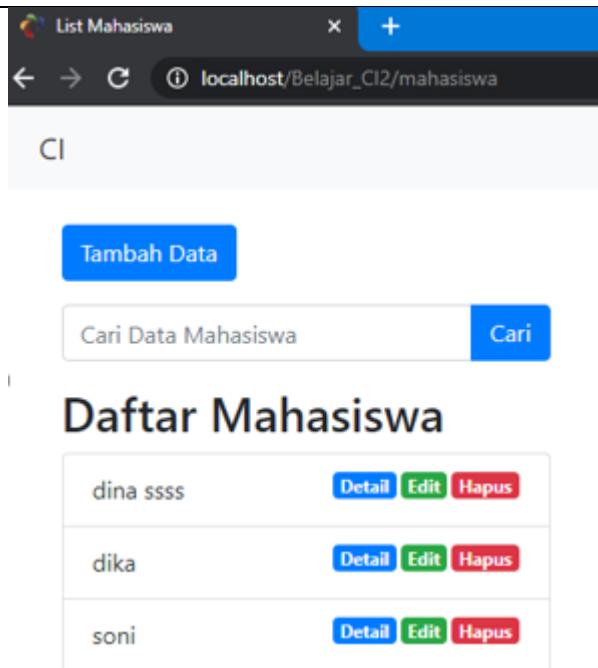 List Mahasiswa
localhost/Belajar_CI2/mahasiswa
CI
Tambah Data
Cari Data Mahasiswa Cari
Daftar Mahasiswa
dina ssss Detail Edit Hapus
dika Detail Edit Hapus
soni Detail Edit Hapus